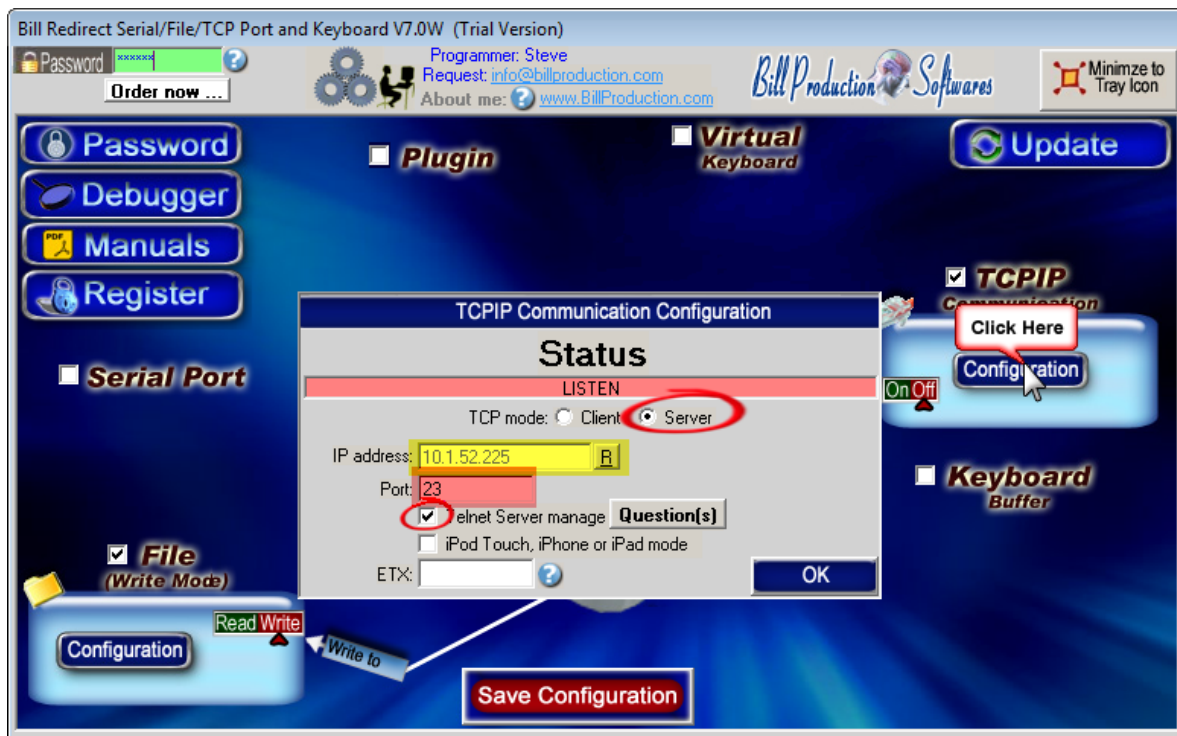 Bill Redirect Serial/File/TCP Port and Keyboard V7.0W (Trial Version)
Password ******
Order now ...
Programmer: Steve
Request: info@billproduction.com
About me: www.BillProduction.com
Bill Production Softwares
Minimze to
Tray Icon
Password
Debugger
Manuals
Register
Plugin
Virtual
Keyboard
Update
TCPIP
Communication
Click Here
Configuration
On Off
Serial Port
TCPIP Communication Configuration
Status
LISTEN
TCP mode: Client Server
IP address: 10.1.52.225 R
Port: 23
Telnet Server manage Question(s)
iPod Touch, iPhone or iPad mode
ETX:
OK
Keyboard
Buffer
File
(Write Mode)
Read Write
Configuration
Write to
Save Configuration